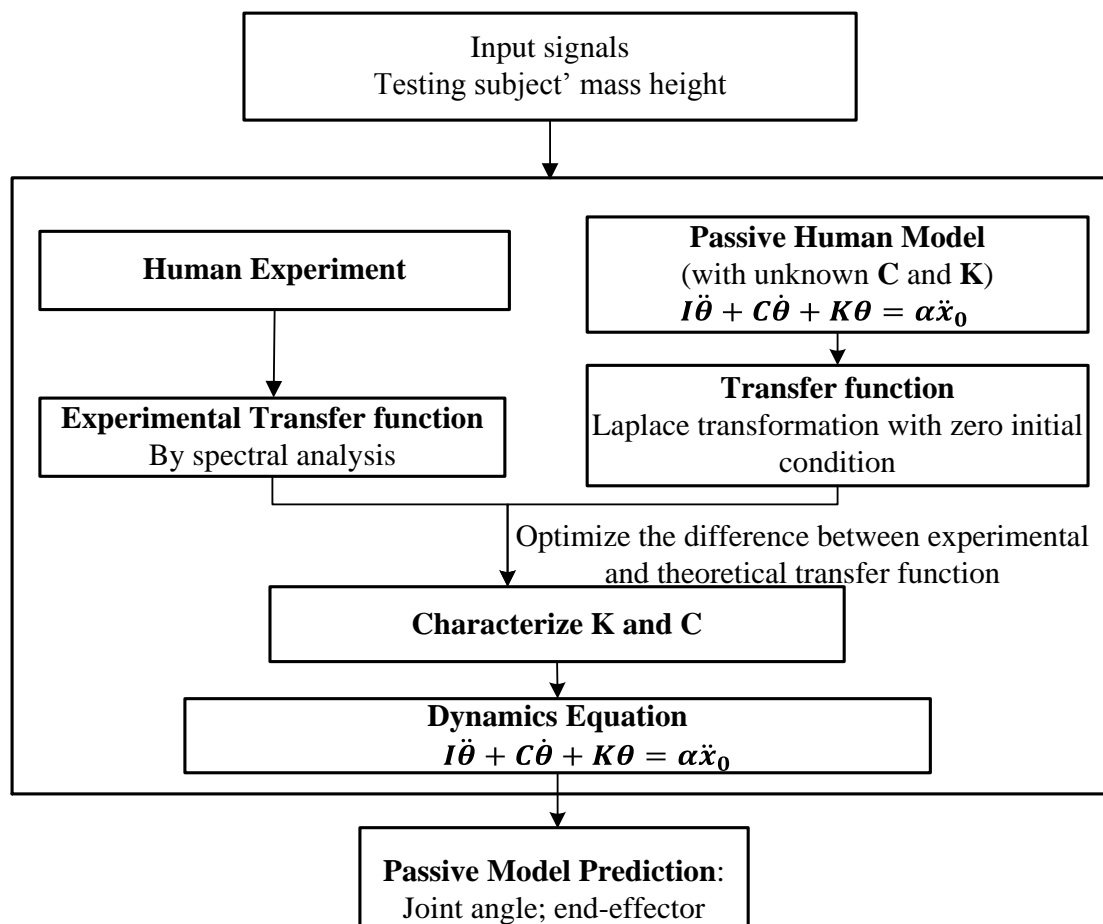 Input signals
Testing subject’ mass height
Human Experiment
Passive Human Model
(with unknown C and K)
Iθ̈ + Cθ̇ + Kθ = αẍ₀
Experimental Transfer function
By spectral analysis
Transfer function
Laplace transformation with zero initial
condition
Optimize the difference between experimental
and theoretical transfer function
Characterize K and C
Dynamics Equation
Iθ̈ + Cθ̇ + Kθ = αẍ₀
Passive Model Prediction:
Joint angle; end-effector